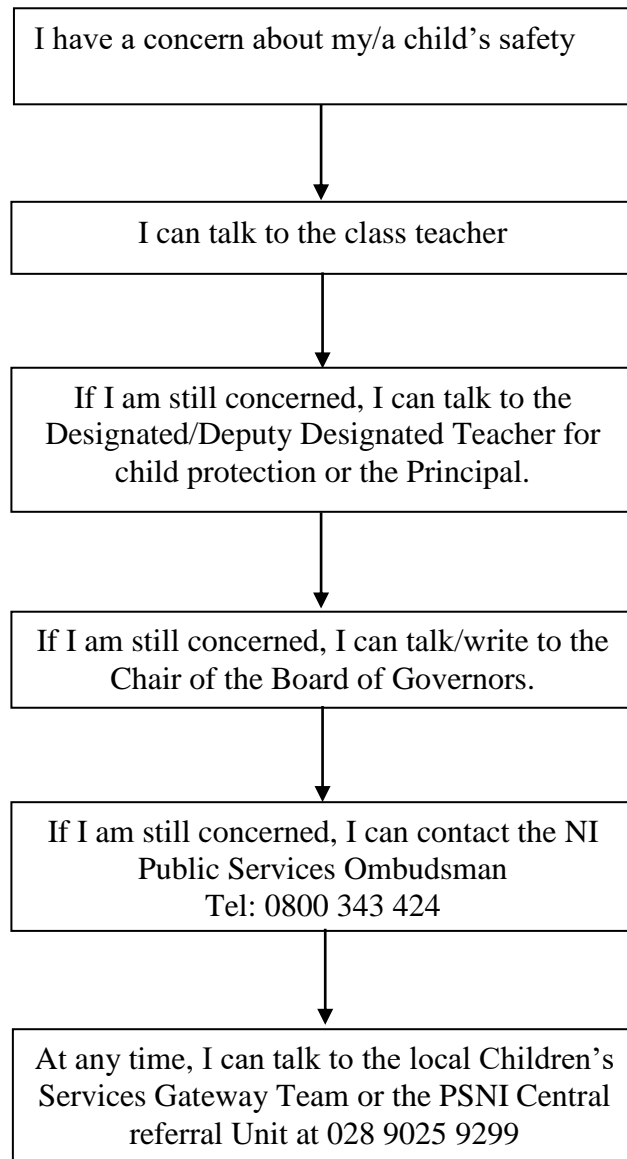 I have a concern about my/a child’s safety
I can talk to the class teacher
If I am still concerned, I can talk to the
Designated/Deputy Designated Teacher for
child protection or the Principal.
If I am still concerned, I can talk/write to the
Chair of the Board of Governors.
If I am still concerned, I can contact the NI
Public Services Ombudsman
Tel: 0800 343 424
At any time, I can talk to the local Children’s
Services Gateway Team or the PSNI Central
referral Unit at 028 9025 9299